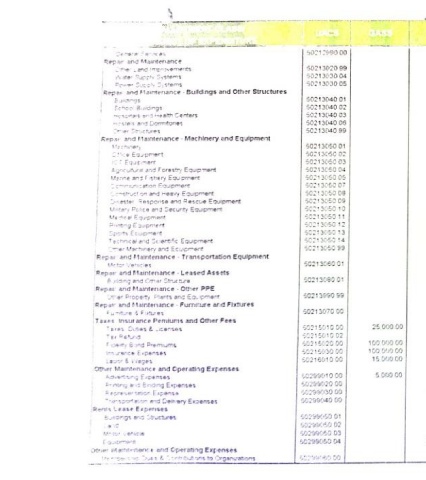 General Services 50212990 00
Repair and Maintenance
Other Land Improvements 50213020 99
Water Supply Systems 50213030 04
Power Supply Systems 50213030 05
Repair and Maintenance - Buildings and Other Structures
Buildings 50213040 01
School Buildings 50213040 02
Hospitals and Health Centers 50213040 03
Hostels and Dormitories 50213040 06
Other Structures 50213040 99
Repair and Maintenance - Machinery and Equipment
Machinery 50213050 01
Office Equipment 50213050 02
ICT Equipment 50213050 03
Agriculture and Forestry Equipment 50213050 04
Marine and Fishery Equipment 50213050 05
Communication Equipment 50213050 07
Construction and Heavy Equipment 50213050 08
Disaster Response and Rescue Equipment 50213050 09
Military Police and Security Equipment 50213050 10
Medical Equipment 50213050 11
Printing Equipment 50213050 12
Sports Equipment 50213050 13
Technical and Scientific Equipment 50213050 14
Other Machinery and Equipment 50213050 99
Repair and Maintenance - Transportation Equipment
Motor Vehicles 50213060 01
Repair and Maintenance - Leased Assets
Building and Other Structure 50213080 01
Repair and Maintenance - Other PPE
Other Property, Plants and Equipment 50213990 99
Repair and Maintenance - Furniture and Fixtures
Furniture & Fixtures 50213070 00
Taxes, Insurance Pemiums and Other Fees
Taxes, Duties & Licenses 50215010 00 25,000.00
Tax Refund 50215010 02
Fidelity Bond Premiums 50215020 00 100,000.00
Insurance Expenses 50215030 00 100,000.00
Labor & Wages 50216010 00 15,000.00
Other Maintenance and Operating Expenses
Advertising Expenses 50299010 00 5,000.00
Printing and Binding Expenses 50299020 00
Representation Expense 50299030 00
Transportation and Delivery Expenses 50299040 00
Rents Lease Expenses
Buildings and Structures 50299050 01
Land 50299050 02
Motor Vehicle 50299050 03
Equipment 50299050 04
Other Maintenance and Operating Expenses
Membership Dues & Contributions to Organizations 50299060 00